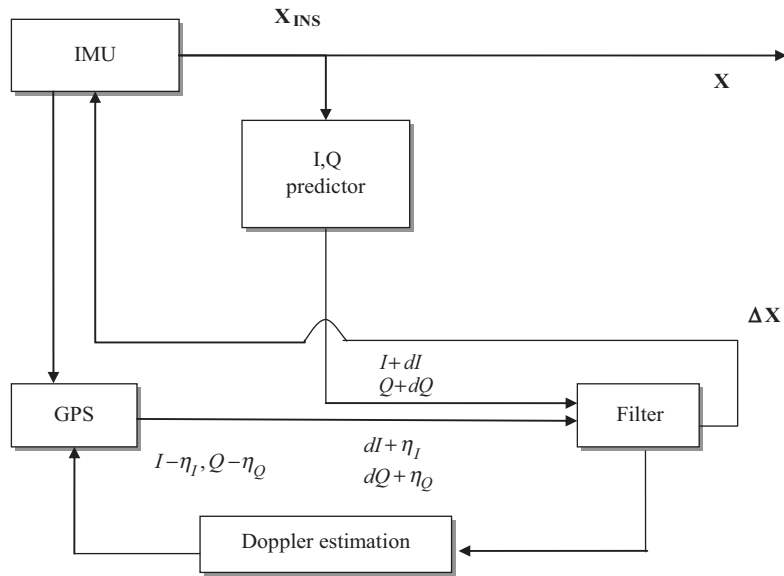 X_INS
IMU
X
I,Q
predictor
ΔX
I+dI
Q+dQ
GPS
Filter
I−η_I, Q−η_Q
dI+η_I
dQ+η_Q
Doppler estimation